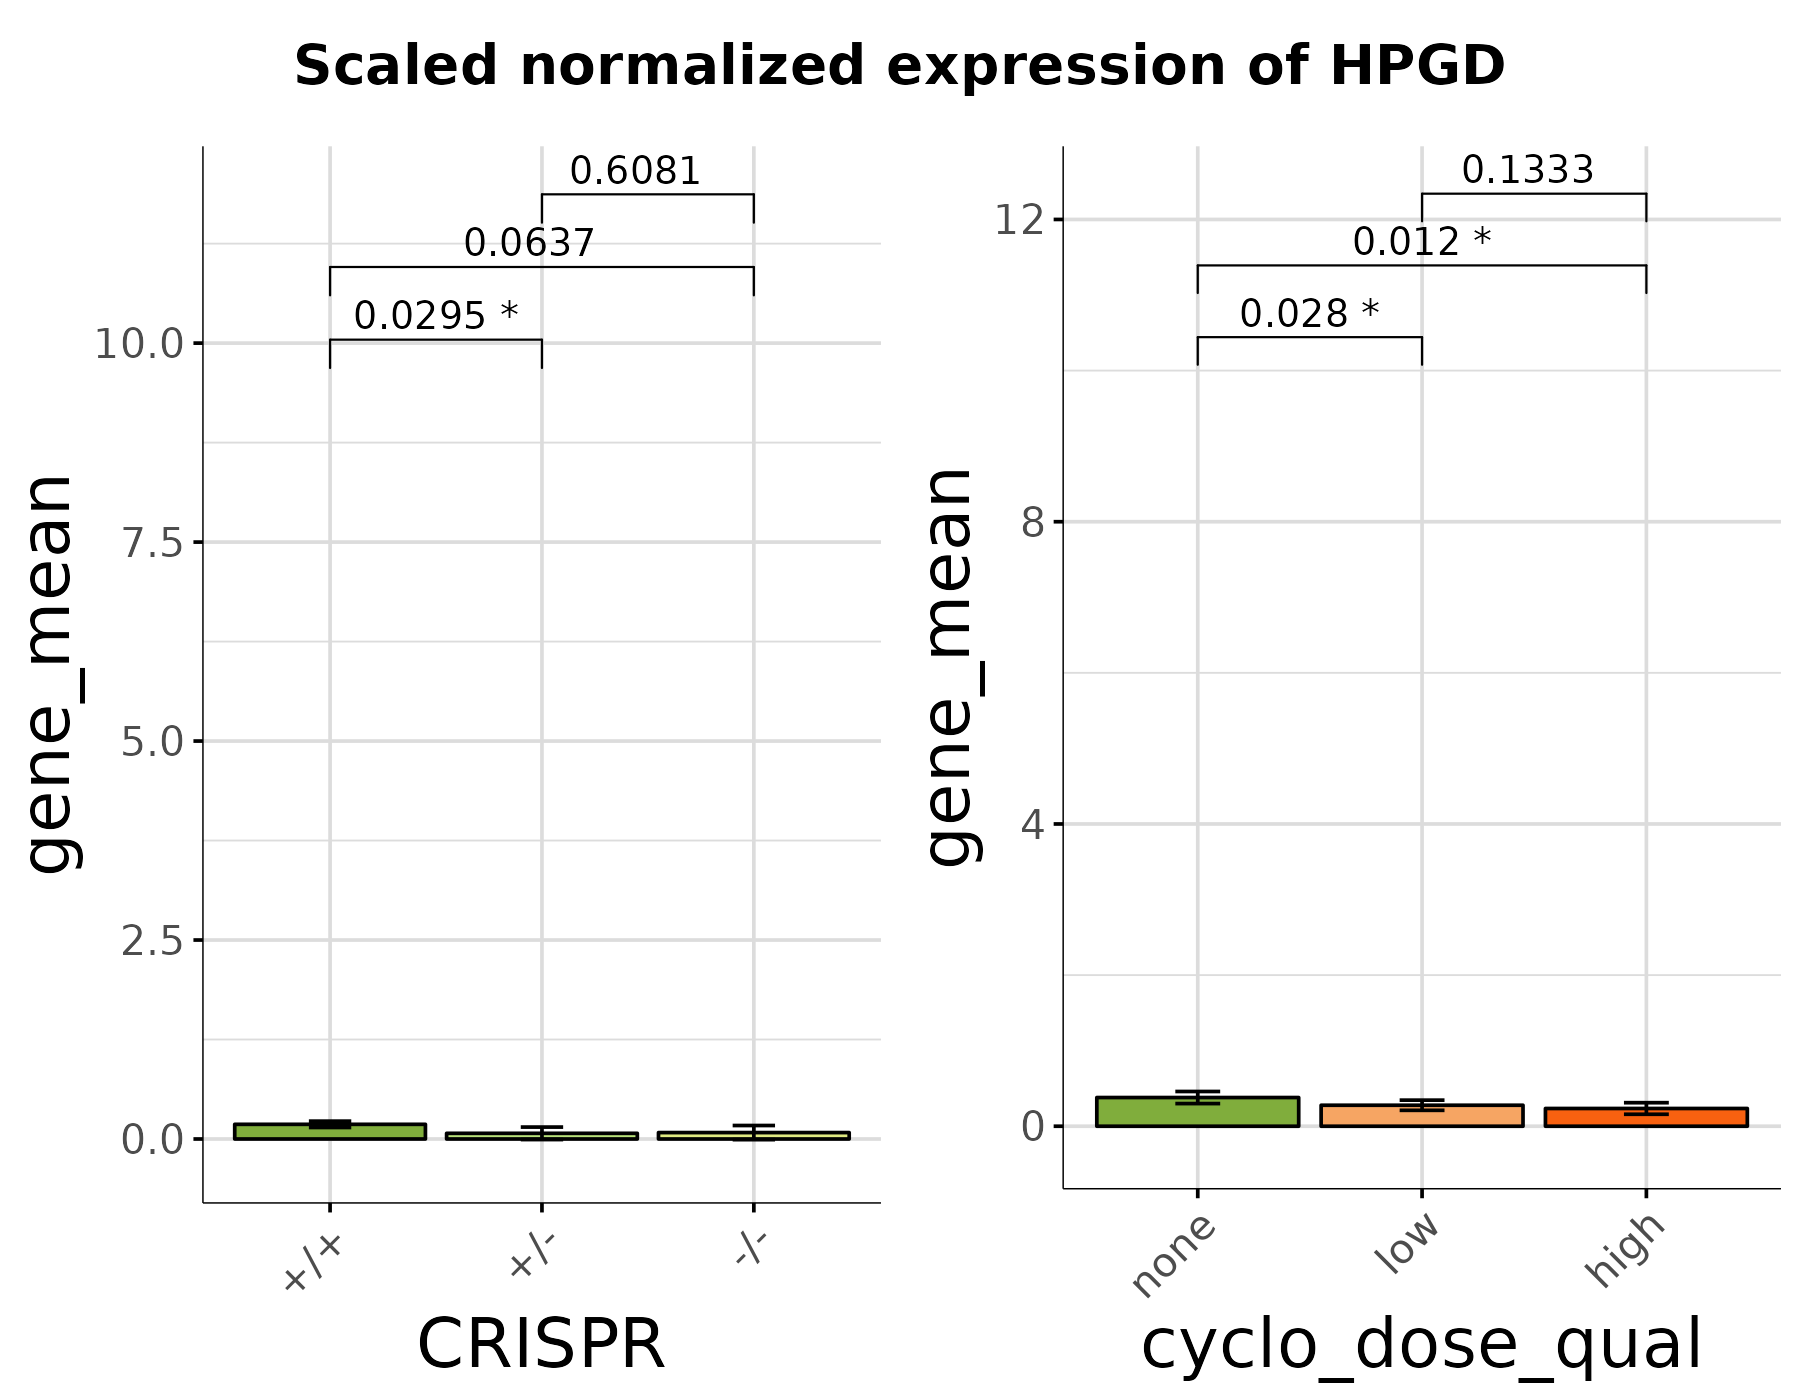 Scaled normalized expression of HPGD
gene_mean
10.0
7.5
5.0
2.5
0.0
0.6081
0.0637
0.0295 *
+/+
+/-
-/-
CRISPR
gene_mean
12
8
4
0
0.1333
0.012 *
0.028 *
none
low
high
cyclo_dose_qual